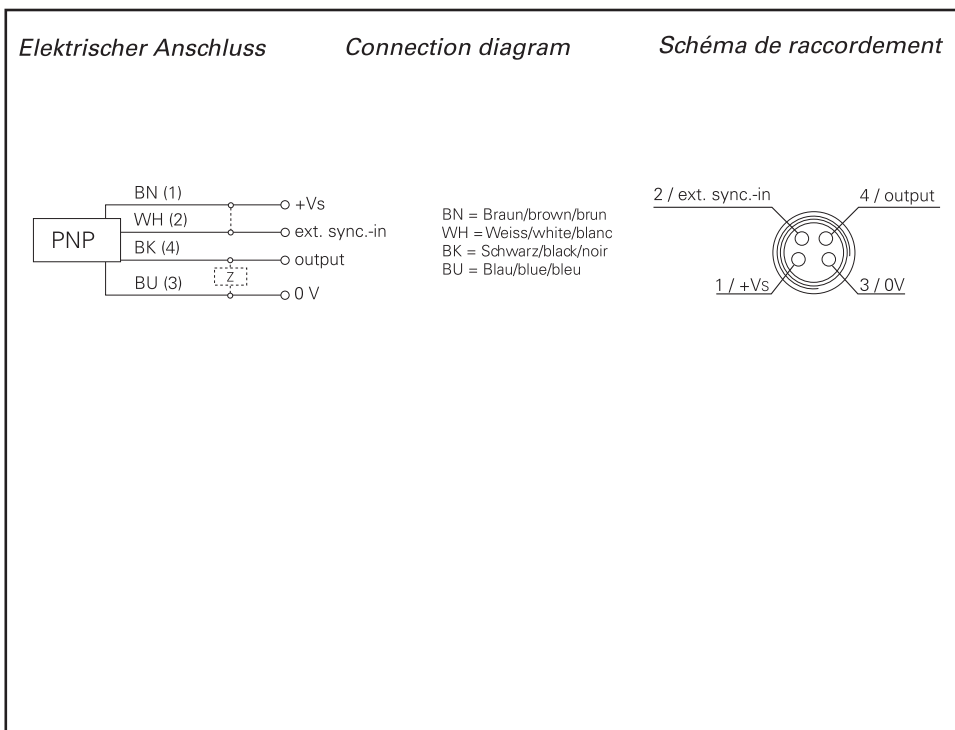 Elektrischer Anschluss
Connection diagram
Schéma de raccordement
BN (1)
+Vs
WH (2)
ext. sync.-in
PNP
BK (4)
output
Z
BU (3)
0 V
BN = Braun/brown/brun
WH = Weiss/white/blanc
BK = Schwarz/black/noir
BU = Blau/blue/bleu
2 / ext. sync.-in
4 / output
1 / +Vs
3 / 0V